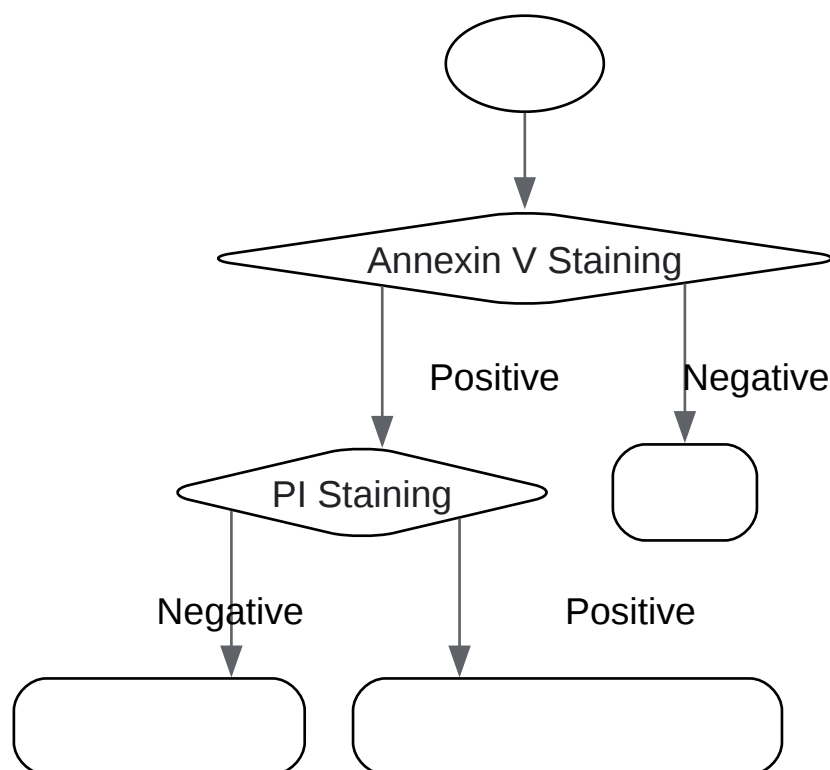 Annexin V Staining
Positive
Negative
PI Staining
Negative
Positive